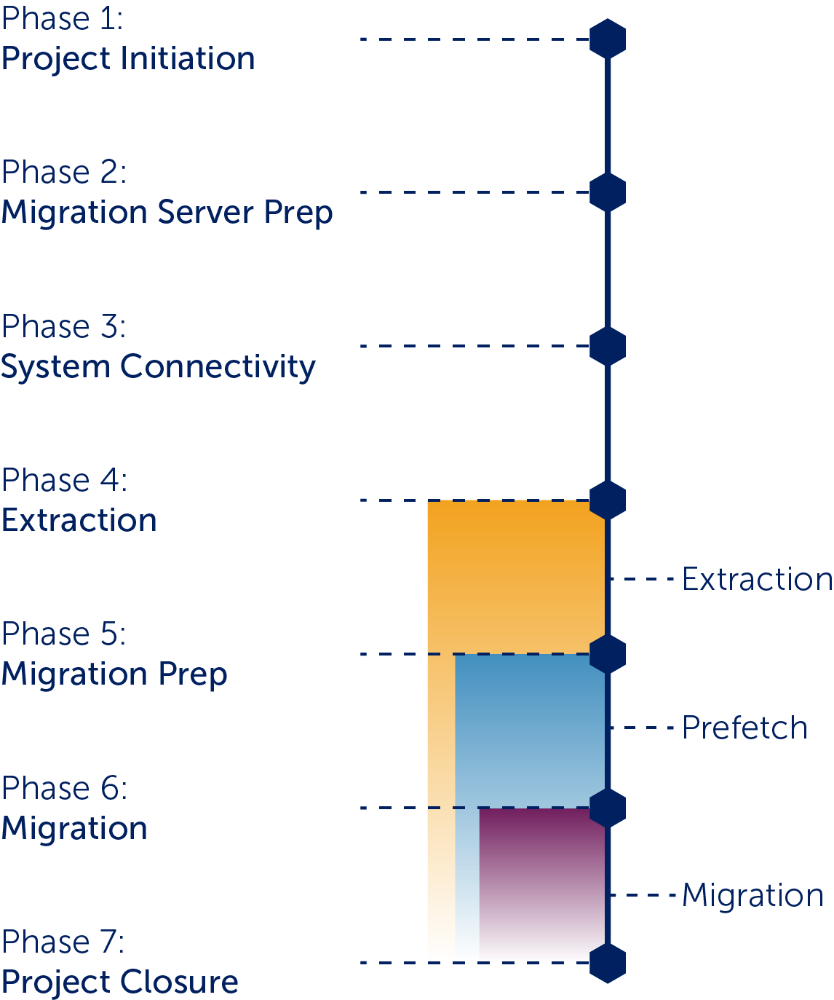 Phase 1:
Project Initiation
Phase 2:
Migration Server Prep
Phase 3:
System Connectivity
Phase 4:
Extraction
Extraction
Phase 5:
Migration Prep
Prefetch
Phase 6:
Migration
Migration
Phase 7:
Project Closure